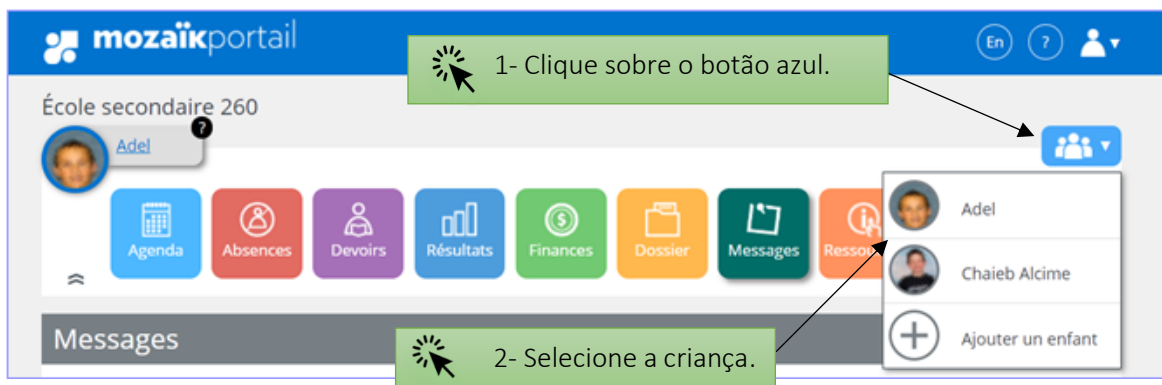 mozaïkportail
En ?
1- Clique sobre o botão azul.
École secondaire 260
Adel ?
Agenda Absences Devoirs Résultats Finances Dossier Messages
Adel
Chaieb Alcime
Ajouter un enfant
Messages
2- Selecione a criança.